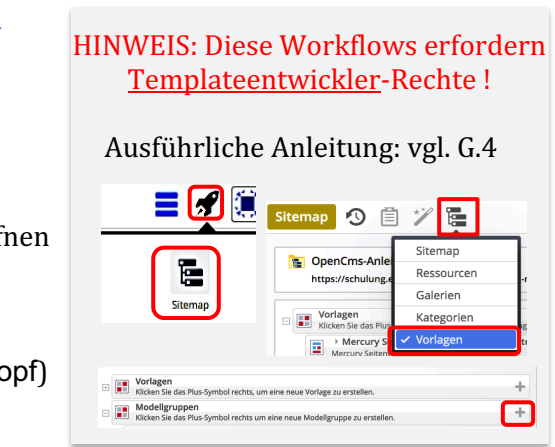 HINWEIS: Diese Workflows erfordern
Templateentwickler-Rechte !
Ausführliche Anleitung: vgl. G.4
fnen
opf)
Sitemap
Sitemap
OpenCms-Anle
https://schulung.e
Vorlagen
Klicken Sie das Plus
Mercury S
Mercury Seiten
Sitemap
Ressourcen
Galerien
Kategorien
✓ Vorlagen
Vorlagen
Klicken Sie das Plus-Symbol rechts, um eine neue Vorlage zu erstellen.
Modellgruppen
Klicken Sie das Plus-Symbol rechts um eine neue Modellgruppe zu erstellen.